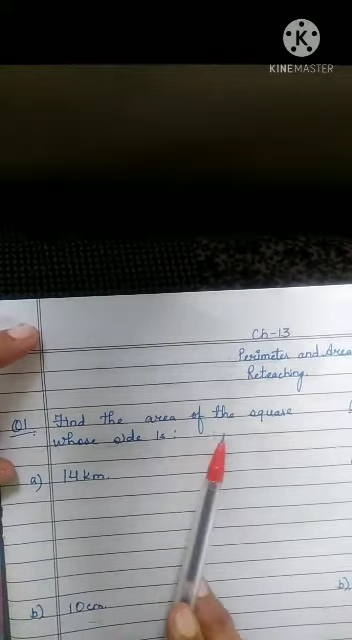 K
KINEMASTER
Ch-13
Perimeter and Area
Reteaching.
Q1. Find the area of the square
whose side is:
a) 14 km.
b) 10 cm.
b)